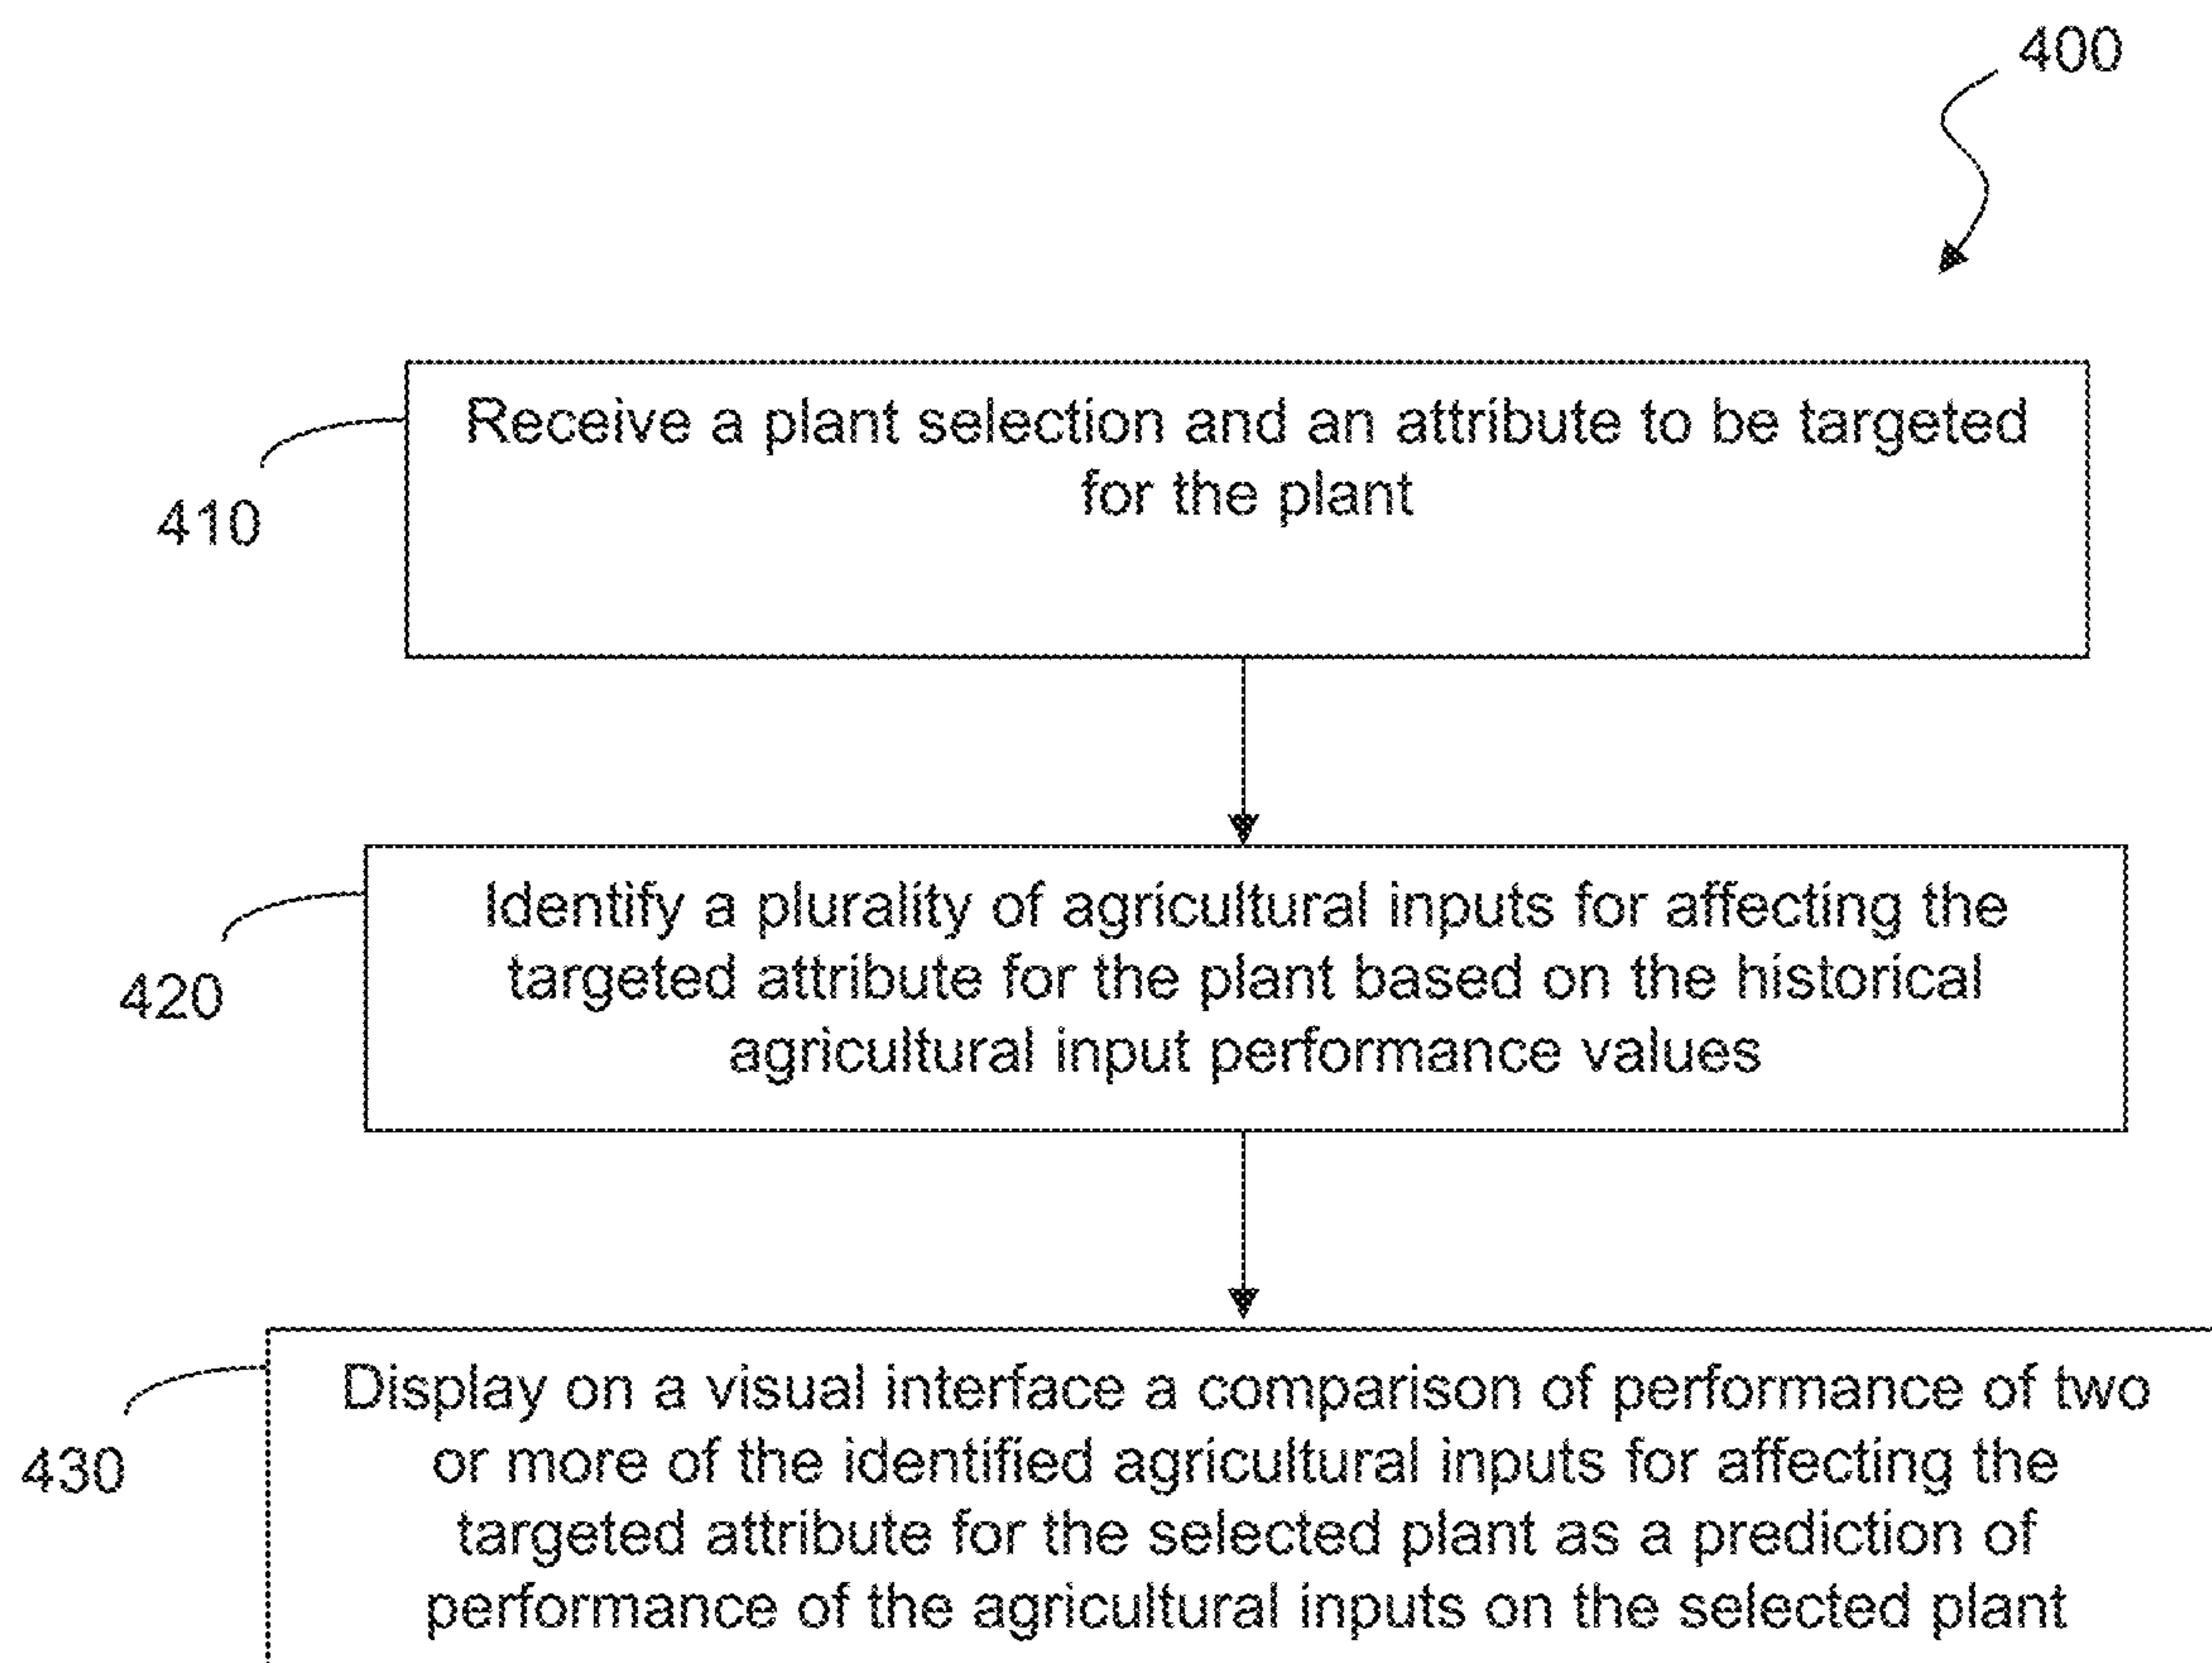 400
Receive a plant selection and an attribute to be targeted
for the plant
410
Identify a plurality of agricultural inputs for affecting the
targeted attribute for the plant based on the historical
agricultural input performance values
420
Display on a visual interface a comparison of performance of two
or more of the identified agricultural inputs for affecting the
targeted attribute for the selected plant as a prediction of
performance of the agricultural inputs on the selected plant
430